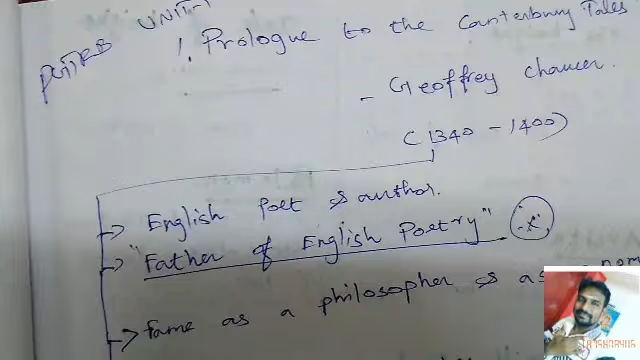 UNIT-I
1. Prologue to the Canterbury Tales
- Geoffrey Chaucer.
(1340 - 1400)
English Poet & author.
"Father of English Poetry"
fame as a philosopher & as